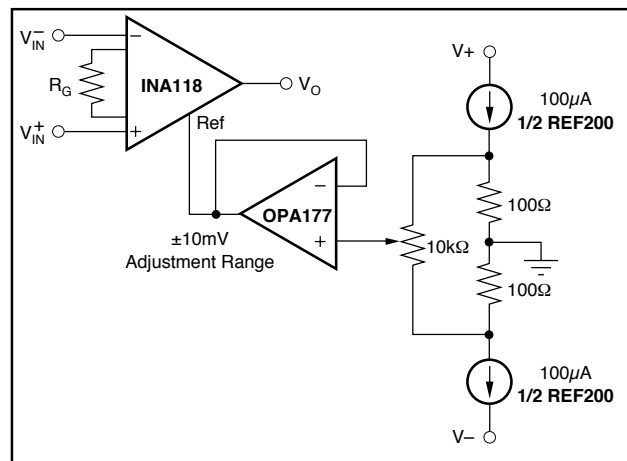 V−IN
RG
V+IN
−
+
INA118
VO
Ref
−
+
OPA177
±10mV
Adjustment Range
V+
100µA
1/2 REF200
100Ω
10kΩ
100Ω
100µA
1/2 REF200
V−